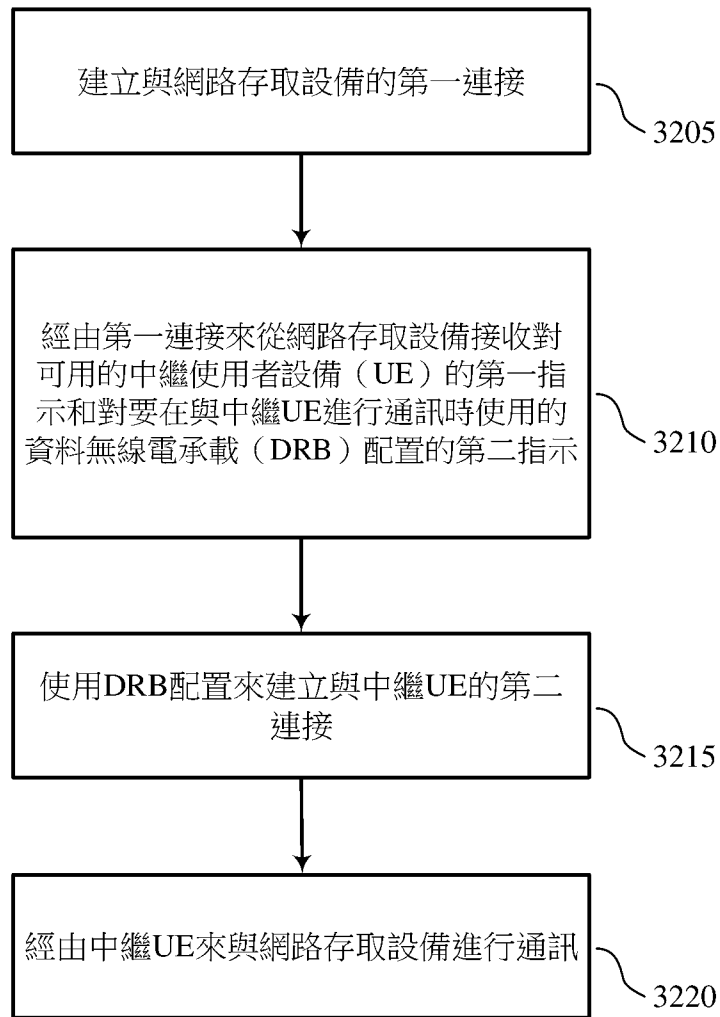 建立與網路存取設備的第一連接
3205
經由第一連接來從網路存取設備接收對
可用的中繼使用者設備（UE）的第一指
示和對要在與中繼UE進行通訊時使用的
資料無線電承載（DRB）配置的第二指示
3210
使用DRB配置來建立與中繼UE的第二
連接
3215
經由中繼UE來與網路存取設備進行通訊
3220